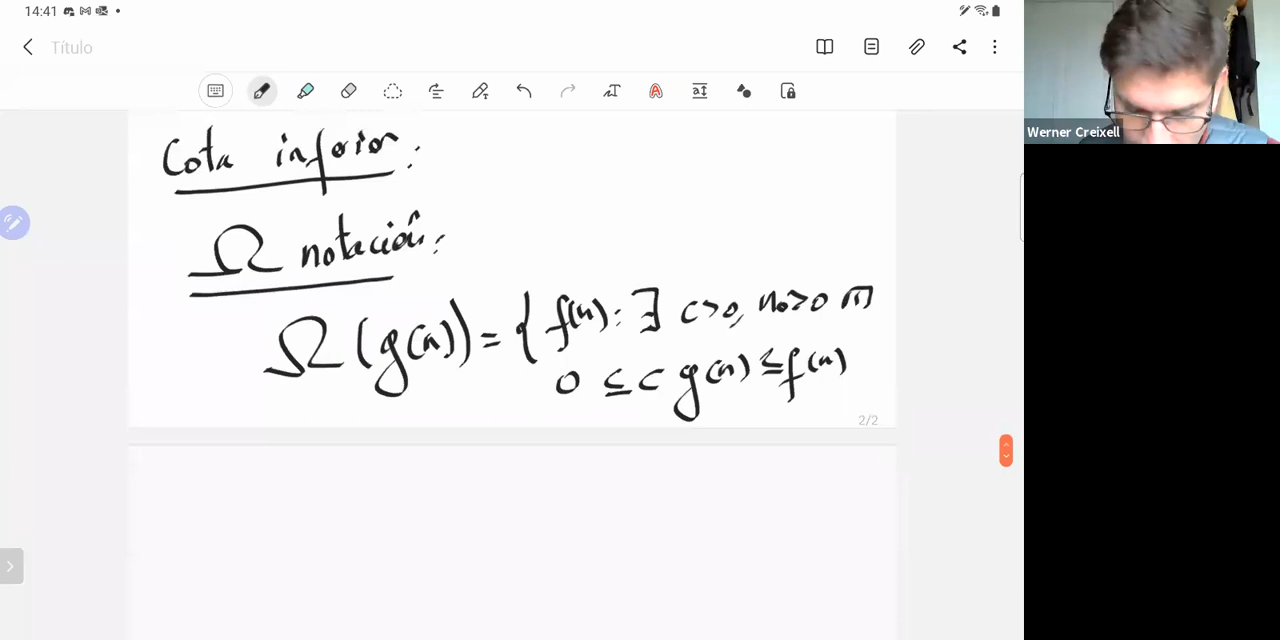 14:41
Título
Werner Creixell
Cota inferior:
Ω notación:
Ω(g(n)) = { f(n): ∃ c>0, n₀>0
0 ≤ c g(n) ≤ f(n)
2/2